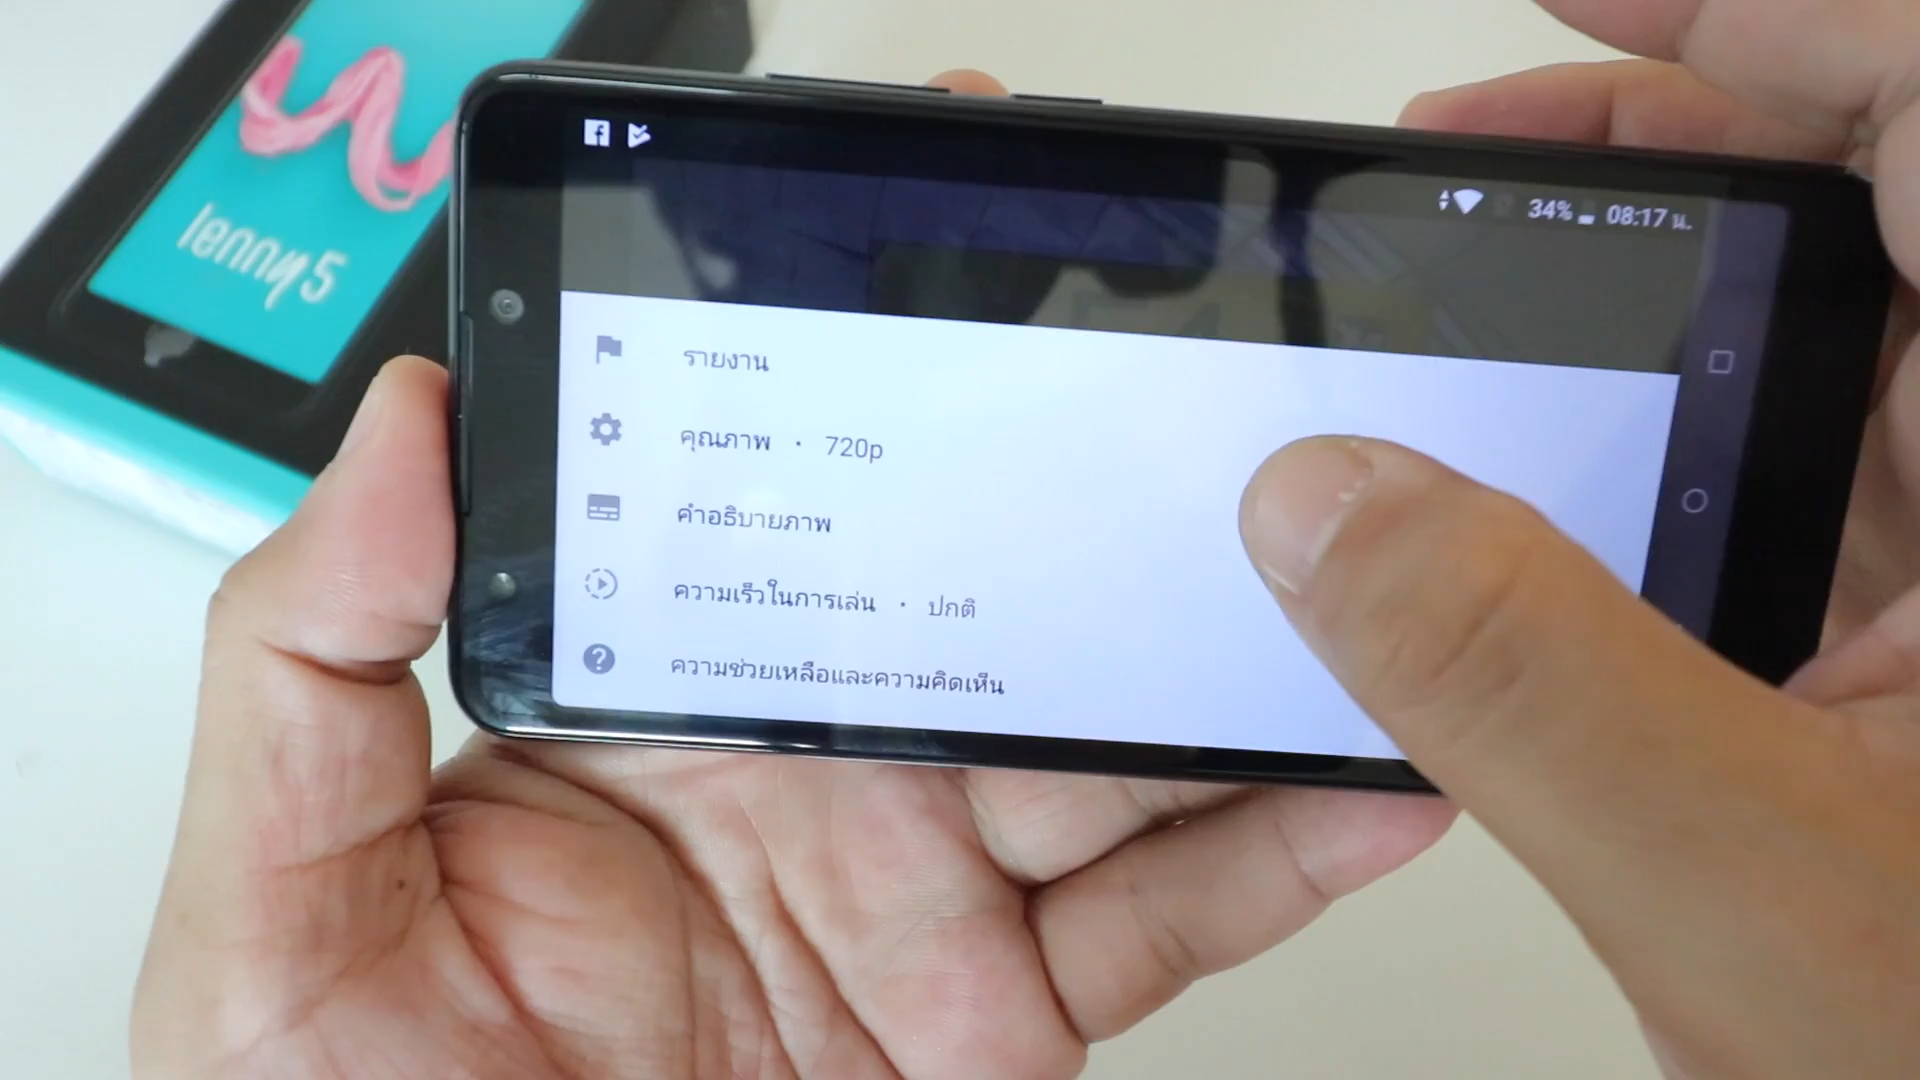 lenny5
34% 08:17 น.
รายงาน
คุณภาพ · 720p
คำอธิบายภาพ
ความเร็วในการเล่น · ปกติ
ความช่วยเหลือและความคิดเห็น